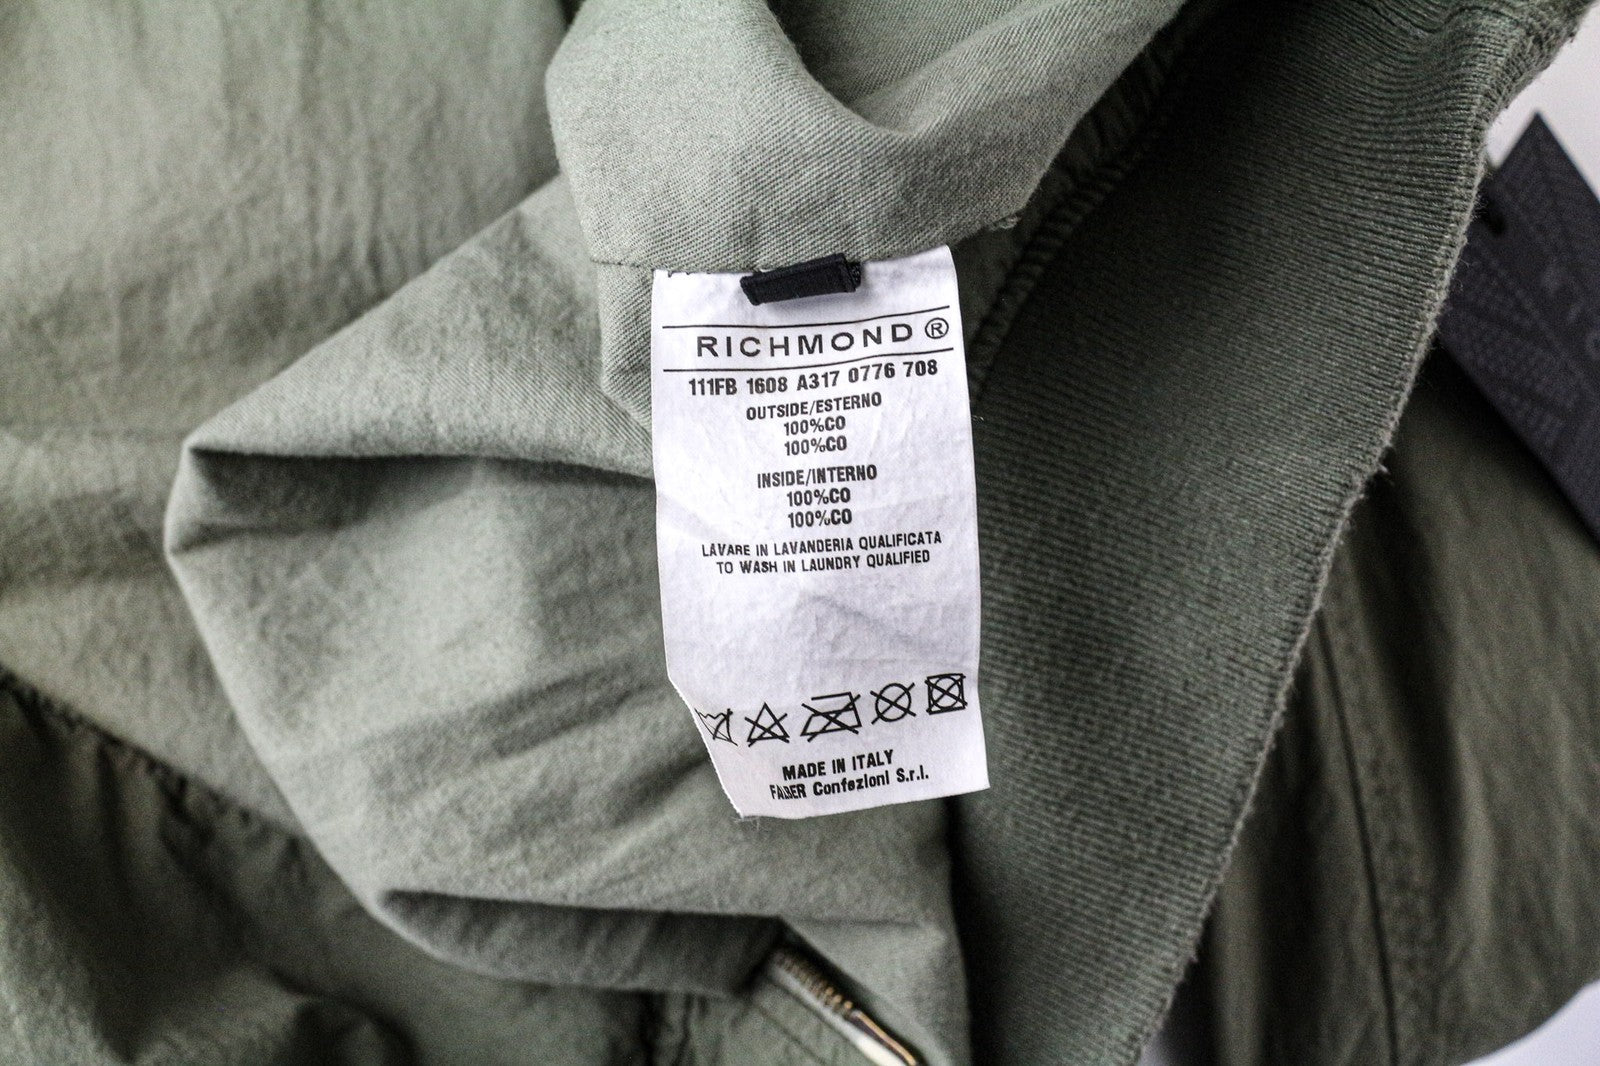 RICHMOND®
111FB 1608 A317 0776 708
OUTSIDE/ESTERNO
100%CO
100%CO
INSIDE/INTERNO
100%CO
100%CO
LAVARE IN LAVANDERIA QUALIFICATA
TO WASH IN LAUNDRY QUALIFIED
MADE IN ITALY
FABER Confezioni S.r.l.